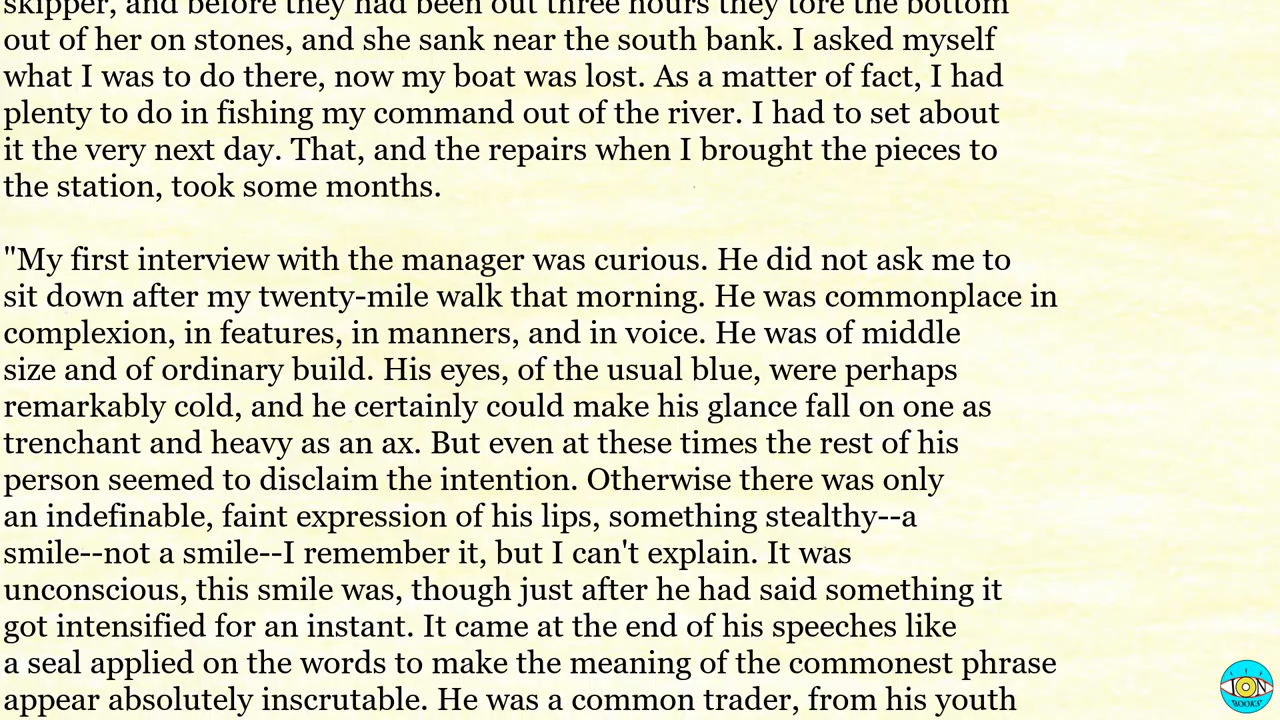 skipper, and before they had been out three hours they tore the bottom
out of her on stones, and she sank near the south bank. I asked myself
what I was to do there, now my boat was lost. As a matter of fact, I had
plenty to do in fishing my command out of the river. I had to set about
it the very next day. That, and the repairs when I brought the pieces to
the station, took some months.
"My first interview with the manager was curious. He did not ask me to
sit down after my twenty-mile walk that morning. He was commonplace in
complexion, in features, in manners, and in voice. He was of middle
size and of ordinary build. His eyes, of the usual blue, were perhaps
remarkably cold, and he certainly could make his glance fall on one as
trenchant and heavy as an ax. But even at these times the rest of his
person seemed to disclaim the intention. Otherwise there was only
an indefinable, faint expression of his lips, something stealthy--a
smile--not a smile--I remember it, but I can't explain. It was
unconscious, this smile was, though just after he had said something it
got intensified for an instant. It came at the end of his speeches like
a seal applied on the words to make the meaning of the commonest phrase
appear absolutely inscrutable. He was a common trader, from his youth
ION
BOOKS